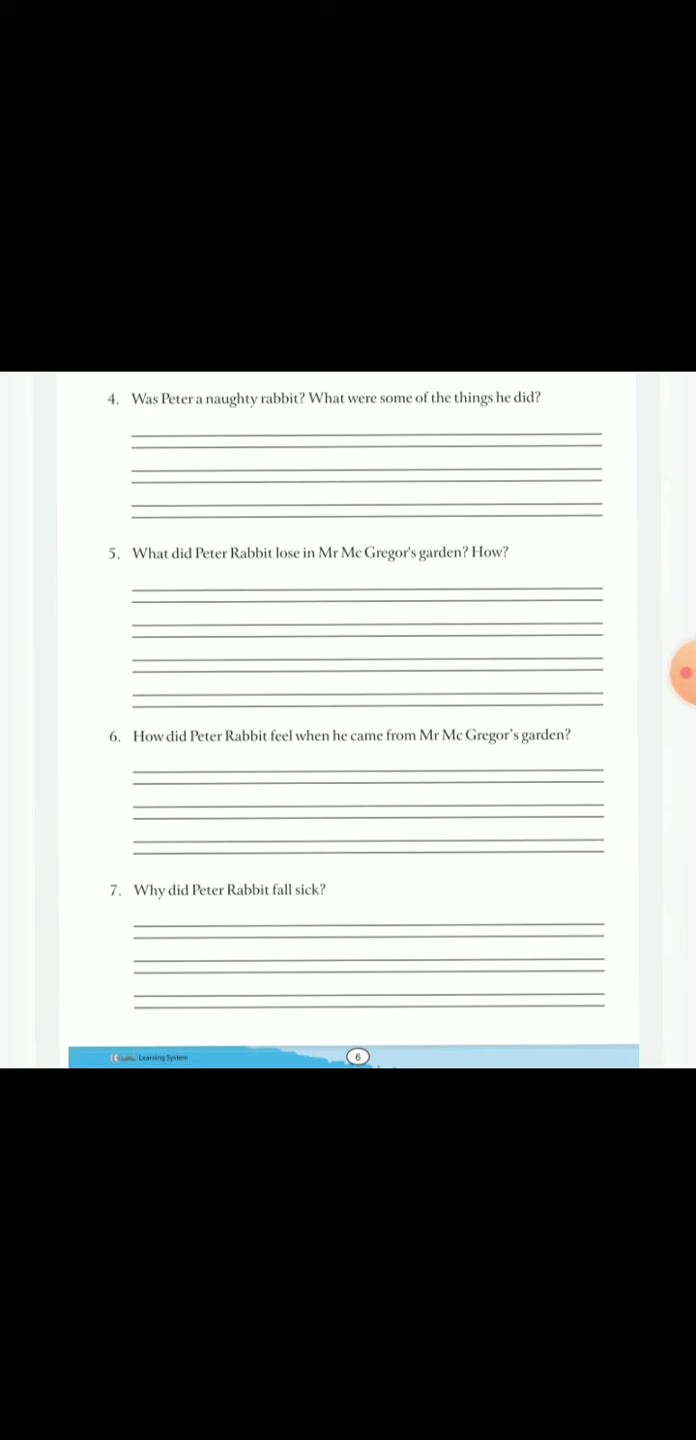 4. Was Peter a naughty rabbit? What were some of the things he did?
5. What did Peter Rabbit lose in Mr Mc Gregor's garden? How?
6. How did Peter Rabbit feel when he came from Mr Mc Gregor's garden?
7. Why did Peter Rabbit fall sick?
Learning System
6